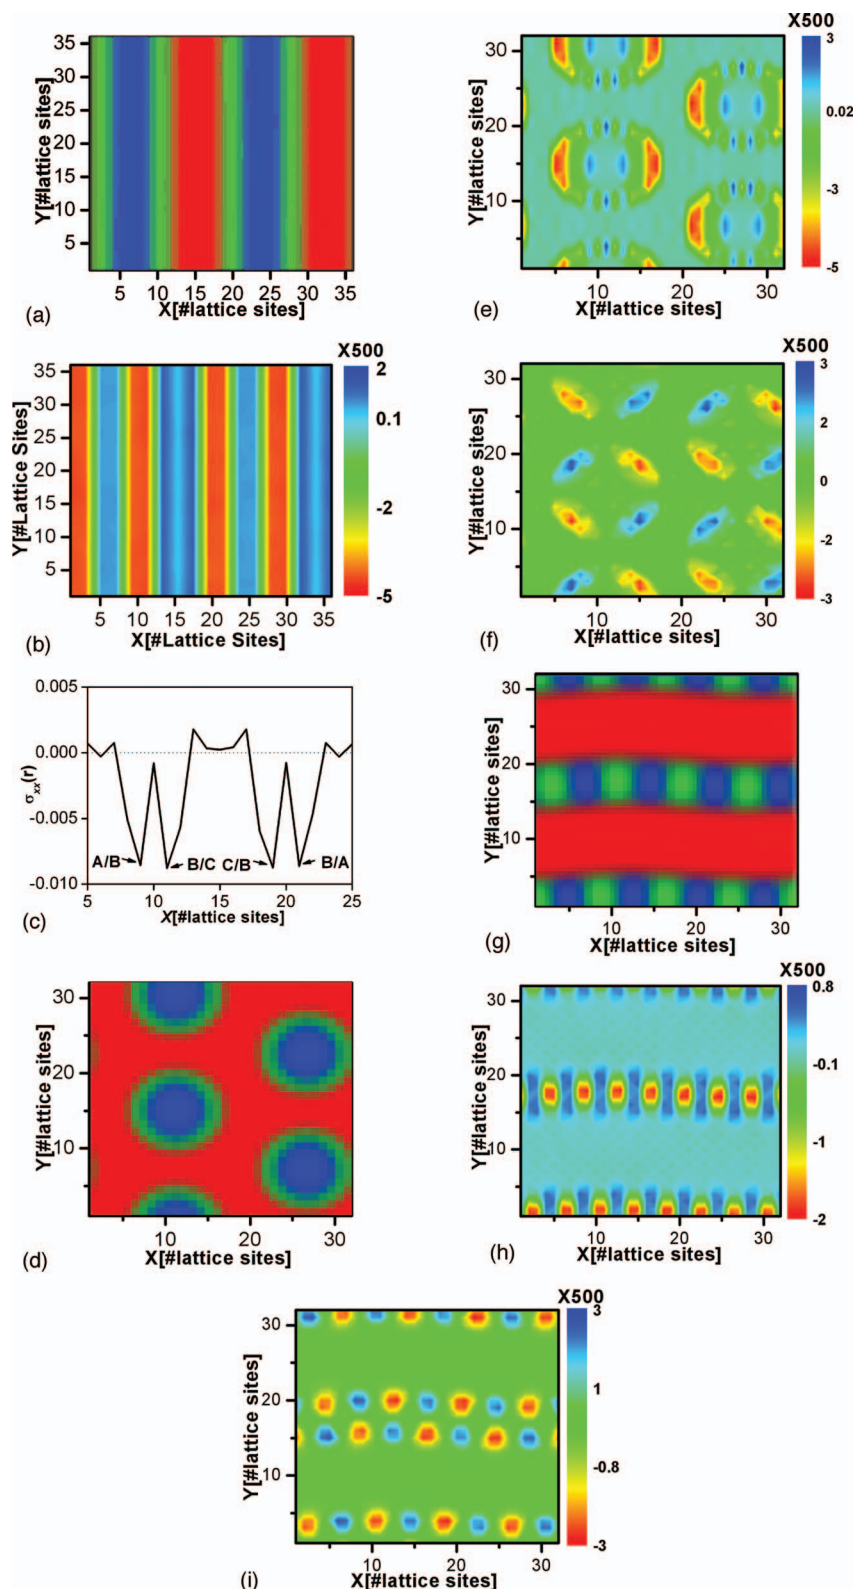 Y[#lattice sites]
35
30
25
20
15
10
5
5 10 15 20 25 30 35
X[#lattice sites]
(a)
X500
3
0.02
-3
-5
Y[#lattice sites]
30
20
10
10 20 30
X[#lattice sites]
(e)
X500
2
0.1
-2
-5
Y[#Lattice Sites]
35
30
25
20
15
10
5
5 10 15 20 25 30 35
X[#Lattice Sites]
(b)
X500
3
2
0
-2
-3
Y[#Lattice Sites]
30
20
10
10 20 30
X[#Lattice Sites]
(f)
σxx(r)
0.005
0.000
-0.005
-0.010
A/B B/C C/B B/A
5 10 15 20 25
X[#lattice sites]
(c)
Y[#lattice sites]
30
20
10
10 20 30
X[#lattice sites]
(g)
Y[#lattice sites]
30
20
10
10 20 30
X[#lattice sites]
(d)
X500
0.8
-0.1
-1
-2
Y[#lattice sites]
30
20
10
10 20 30
X[#lattice sites]
(h)
X500
3
1
-0.8
-3
Y[#lattice sites]
30
20
10
10 20 30
X[#lattice sites]
(i)